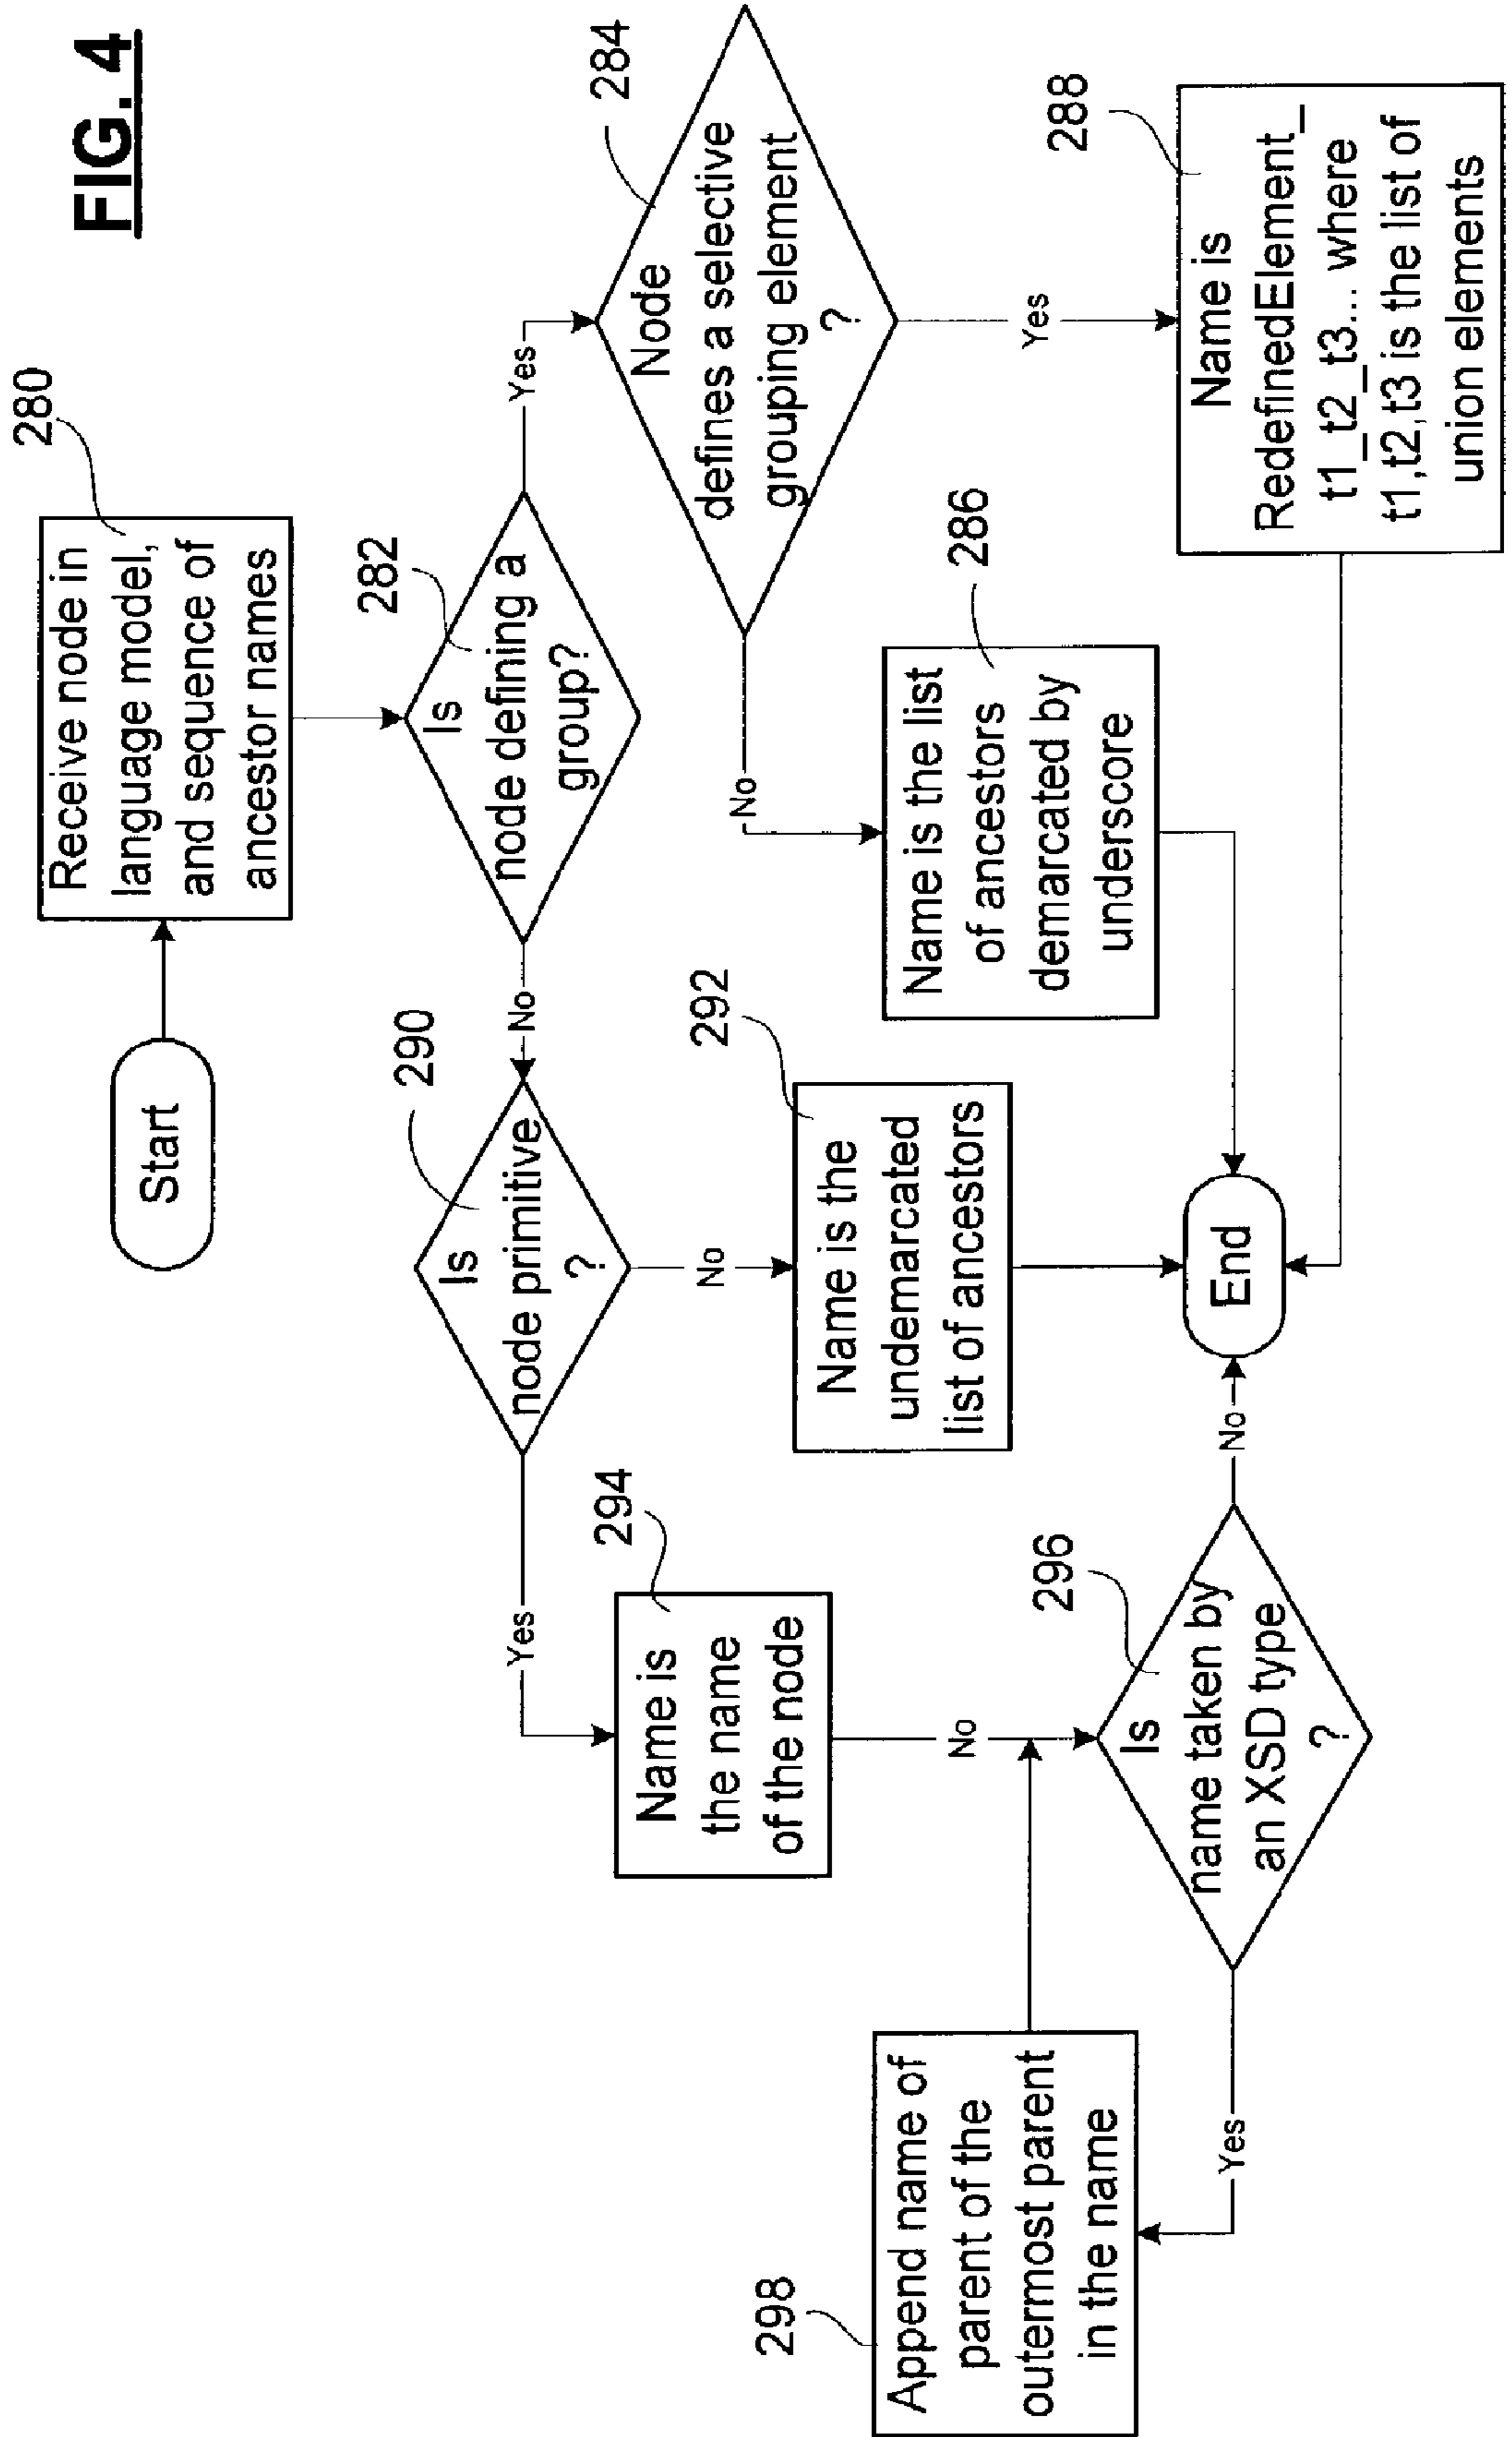 FIG. 4
Start
280
Receive node in
language model,
and sequence of
ancestor names
282
Is
node defining a
group?
Yes
No
284
Node
defines a selective
grouping element
?
No
Yes
286
Name is the list
of ancestors
demarcated by
underscore
288
Name is
RedefinedElement_
t1_t2_t3... where
t1,t2,t3 is the list of
union elements
290
Is
node primitive
?
No
Yes
292
Name is the
undemarcated
list of ancestors
294
Name is
the name
of the node
No
296
Is
name taken by
an XSD type
?
No
Yes
298
Append name of
parent of the
outermost parent
in the name
End